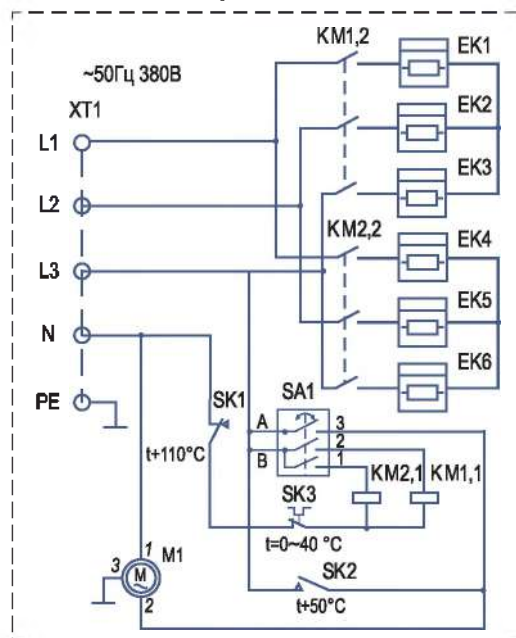 ~50Гц 380В
XT1
L1
L2
L3
N
PE
KM1,2
EK1
EK2
EK3
KM2,2
EK4
EK5
EK6
SK1
t+110°C
SA1
A
B
3
2
1
KM2,1 KM1,1
SK3
t=0~40 °C
SK2
t+50°C
1
3
M
M1
2